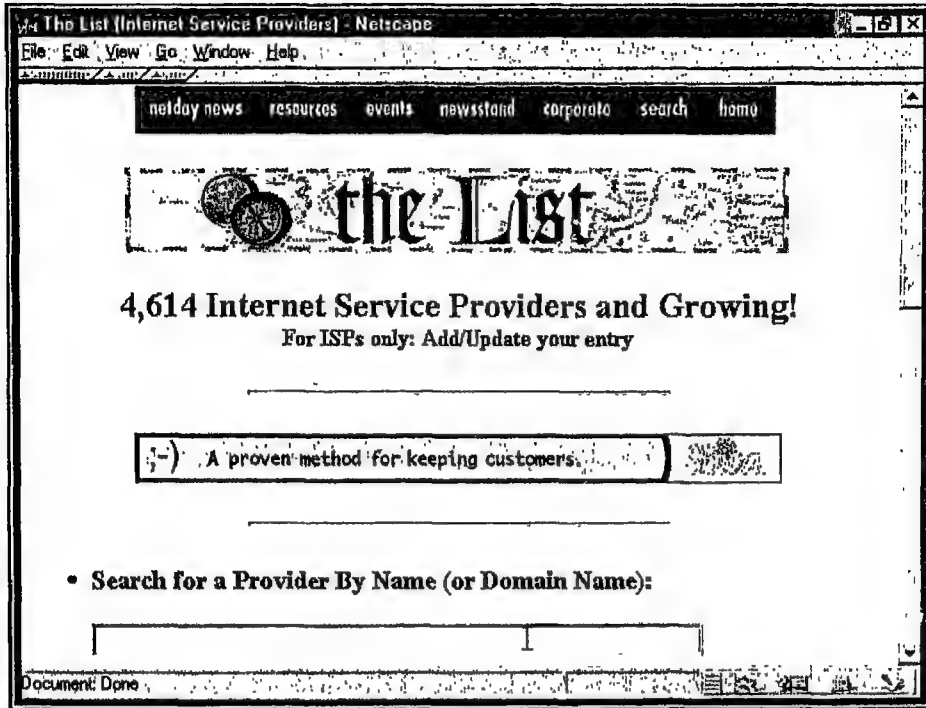 The List (Internet Service Providers) - Netscape
File Edit View Go Window Help
netday news resources events newsstand corporate search home
the List
4,614 Internet Service Providers and Growing!
For ISPs only: Add/Update your entry
;-) A proven method for keeping customers.
• Search for a Provider By Name (or Domain Name):
Document: Done